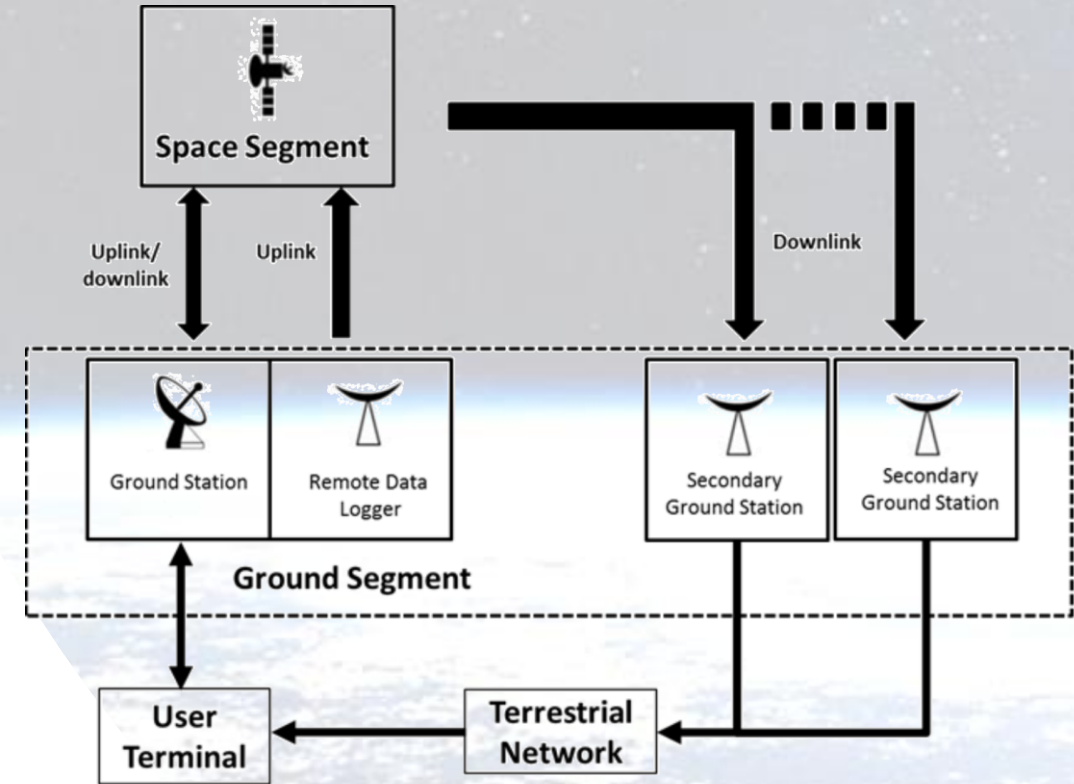 Space Segment
Uplink/
downlink
Uplink
Downlink
Ground Station
Remote Data
Logger
Secondary
Ground Station
Secondary
Ground Station
Ground Segment
User
Terminal
Terrestrial
Network